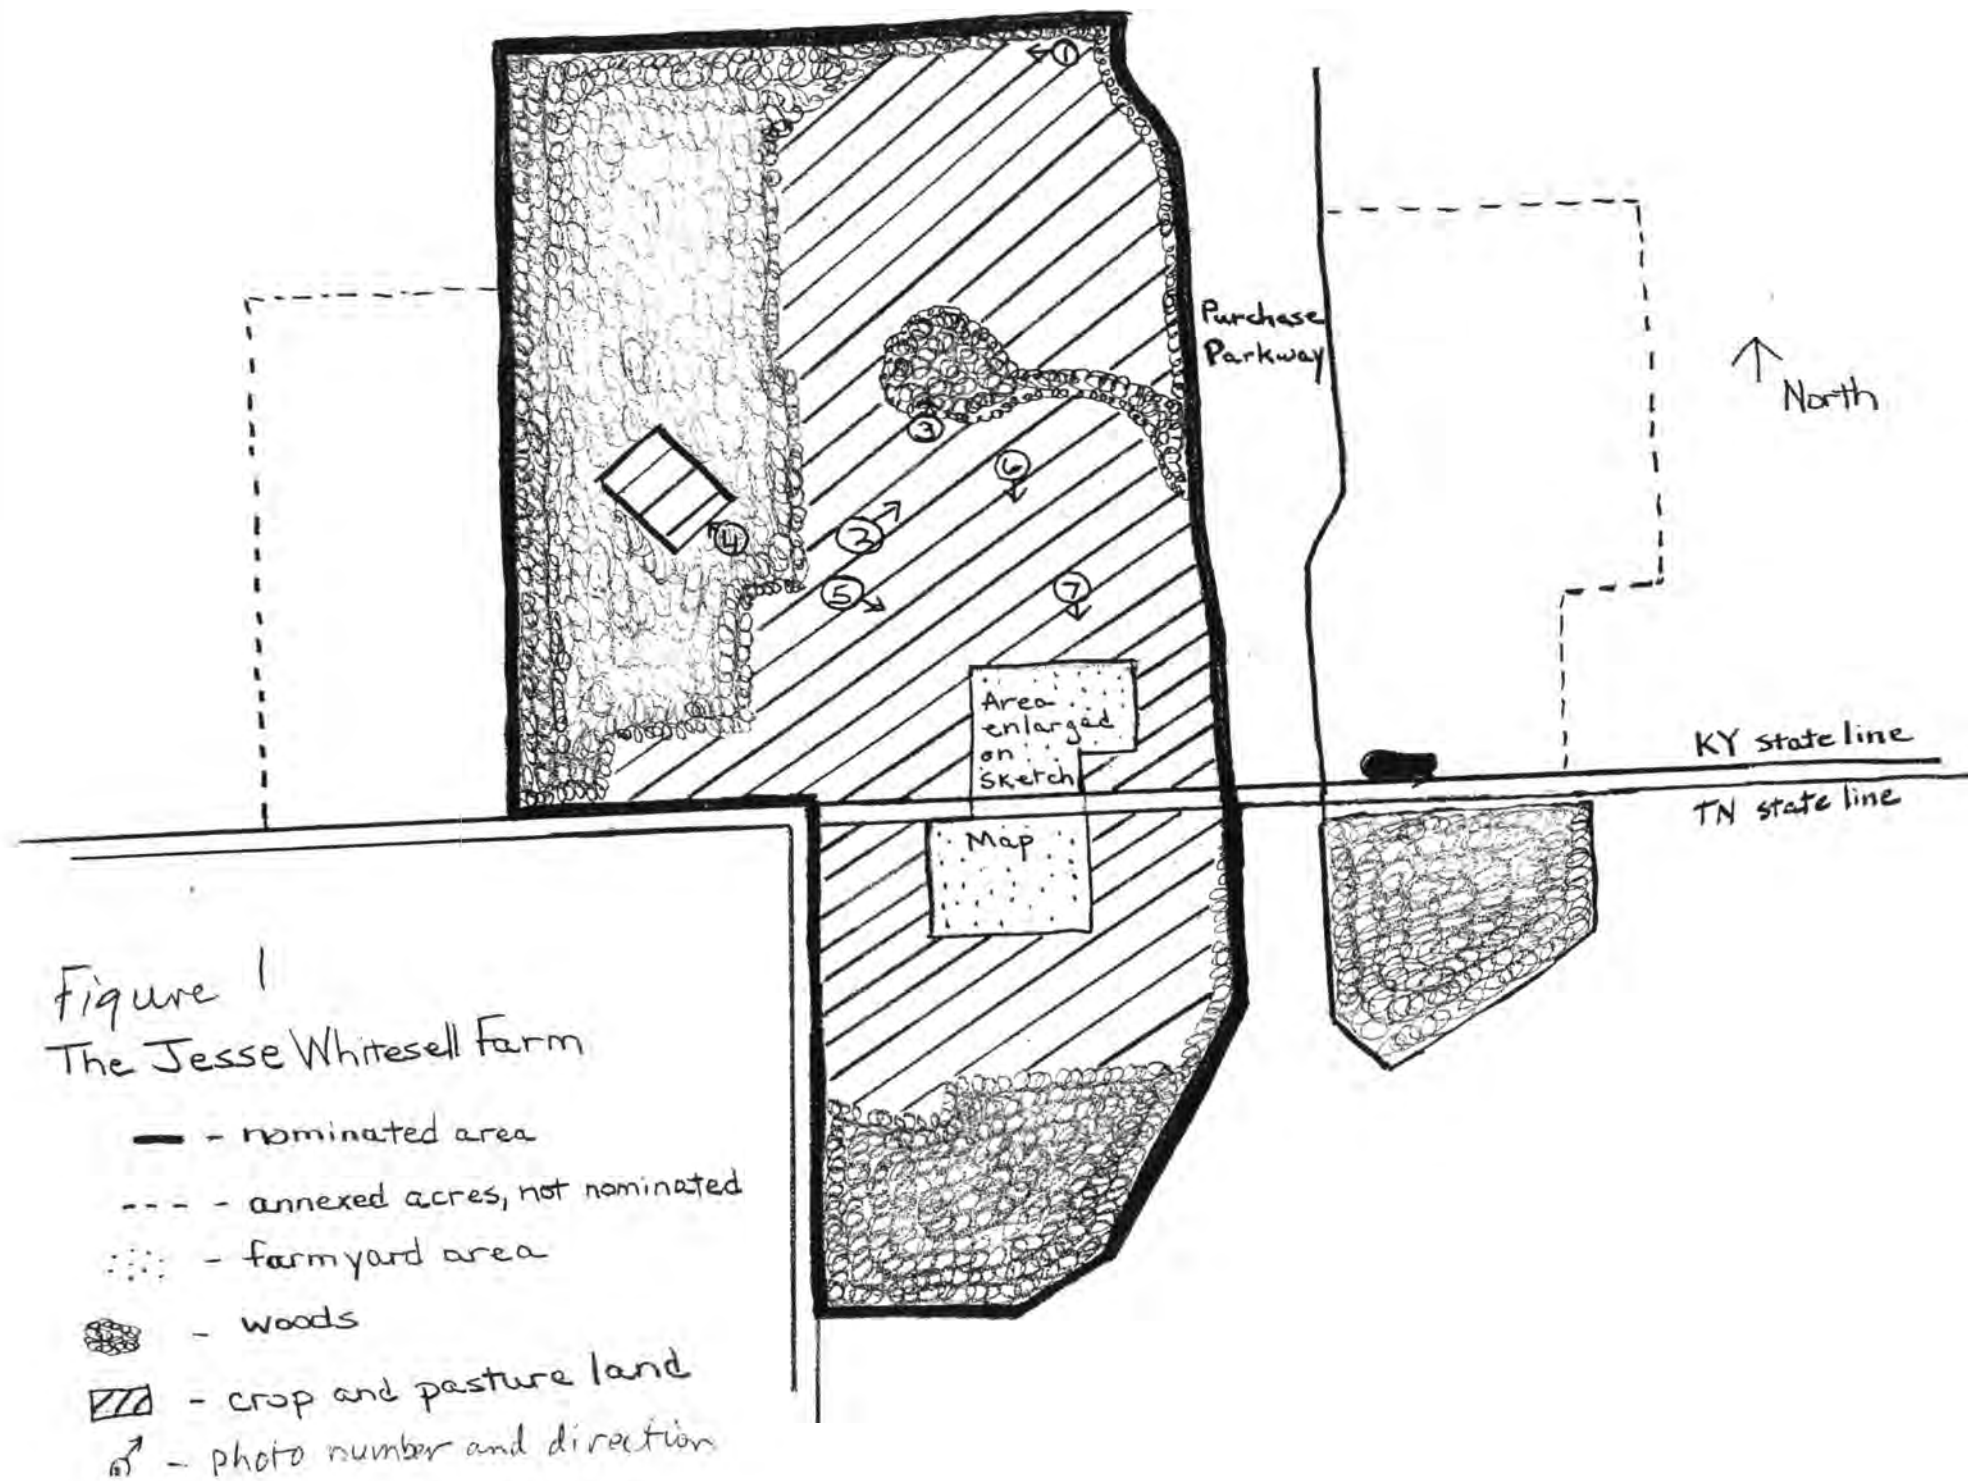 ①
Purchase
Parkway
North
③
⑥
④
③
⑤
⑦
Area
enlarged
on
sketch
Map
KY state line
TN state line
Figure 1
The Jesse Whitesell Farm
- nominated area
- annexed acres, not nominated
- farmyard area
- woods
- crop and pasture land
- photo number and direction